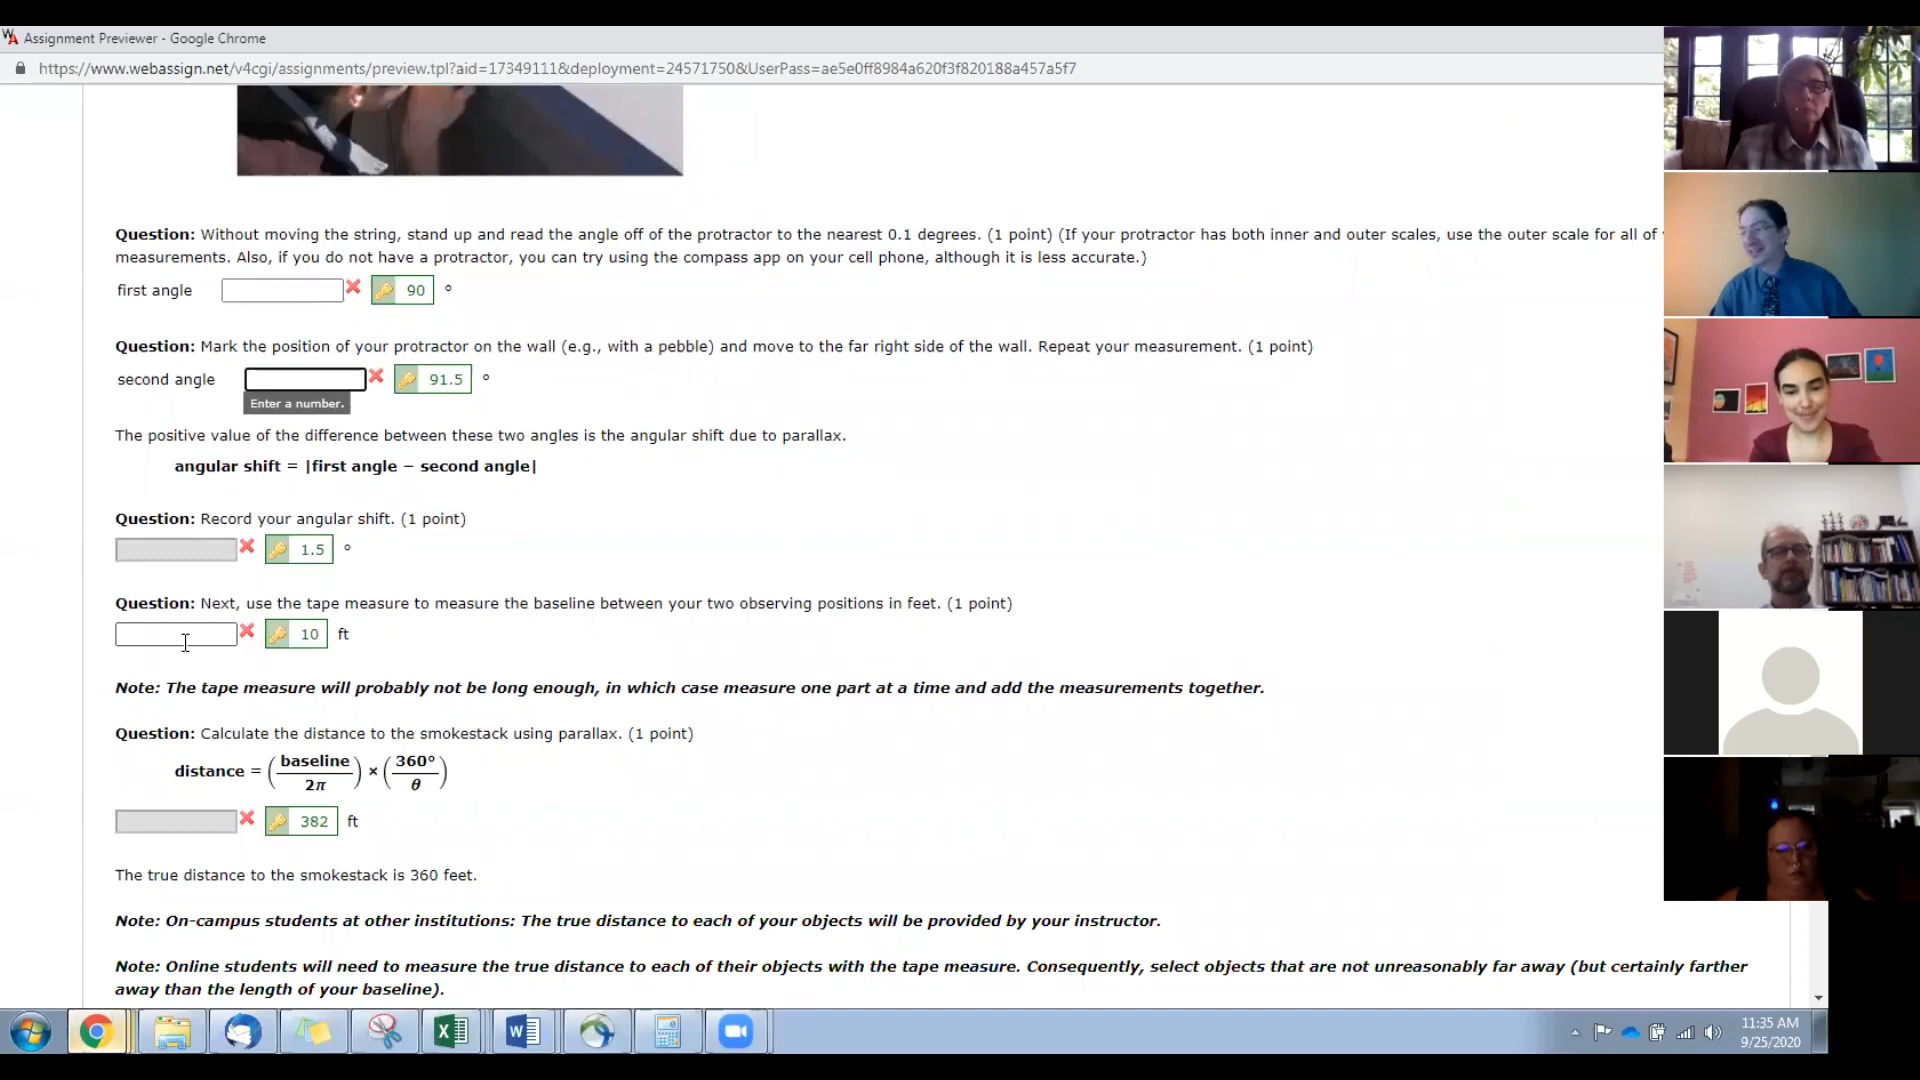 Assignment Previewer - Google Chrome
https://www.webassign.net/v4cgi/assignments/preview.tpl?aid=17349111&deployment=24571750&UserPass=ae5e0ff8984a620f3f820188a457a5f7
Question: Without moving the string, stand up and read the angle off of the protractor to the nearest 0.1 degrees. (1 point) (If your protractor has both inner and outer scales, use the outer scale for all of
measurements. Also, if you do not have a protractor, you can try using the compass app on your cell phone, although it is less accurate.)
first angle 90 °
Question: Mark the position of your protractor on the wall (e.g., with a pebble) and move to the far right side of the wall. Repeat your measurement. (1 point)
second angle 91.5 °
Enter a number.
The positive value of the difference between these two angles is the angular shift due to parallax.
angular shift = |first angle − second angle|
Question: Record your angular shift. (1 point)
1.5 °
Question: Next, use the tape measure to measure the baseline between your two observing positions in feet. (1 point)
10 ft
Note: The tape measure will probably not be long enough, in which case measure one part at a time and add the measurements together.
Question: Calculate the distance to the smokestack using parallax. (1 point)
distance = (baseline/2π) × (360°/θ)
382 ft
The true distance to the smokestack is 360 feet.
Note: On-campus students at other institutions: The true distance to each of your objects will be provided by your instructor.
Note: Online students will need to measure the true distance to each of their objects with the tape measure. Consequently, select objects that are not unreasonably far away (but certainly farther
away than the length of your baseline).
11:35 AM
9/25/2020